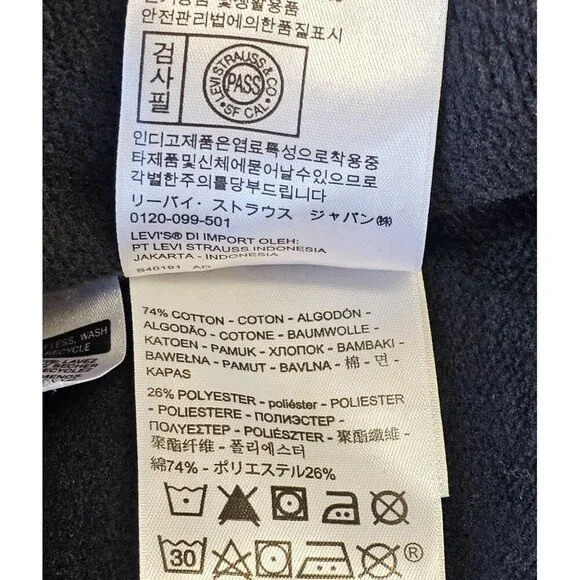 안전관리법에의한품질표시
검사필
LEVI STRAUSS & CO
PASS
SF CAL
인디고제품은염료특성으로착용중
타제품및신체에묻어날수있으므로
각별한주의를당부드립니다
リーバイ・ストラウス ジャパン㈱
0120-099-501
LEVI'S® DI IMPORT OLEH:
PT LEVI STRAUSS INDONESIA
JAKARTA - INDONESIA
S40191
LESS, WASH
RECYCLE
74% COTTON - COTON - ALGODÓN -
ALGODÃO - COTONE - BAUMWOLLE -
KATOEN - PAMUK - ХЛОПОК - BAMBAKI -
BAWEŁNA - PAMUT - BAVLNA - 棉 - 면 -
KAPAS
26% POLYESTER - poliéster - POLIESTER
- POLIESTERE - ПОЛИЭСТЕР -
ΠΟΛΥΕΣΤΕΡ - POLIÉSZTER - 聚酯纖維 -
聚酯纤维 - 폴리에스터
綿74% - ポリエステル26%
30
®